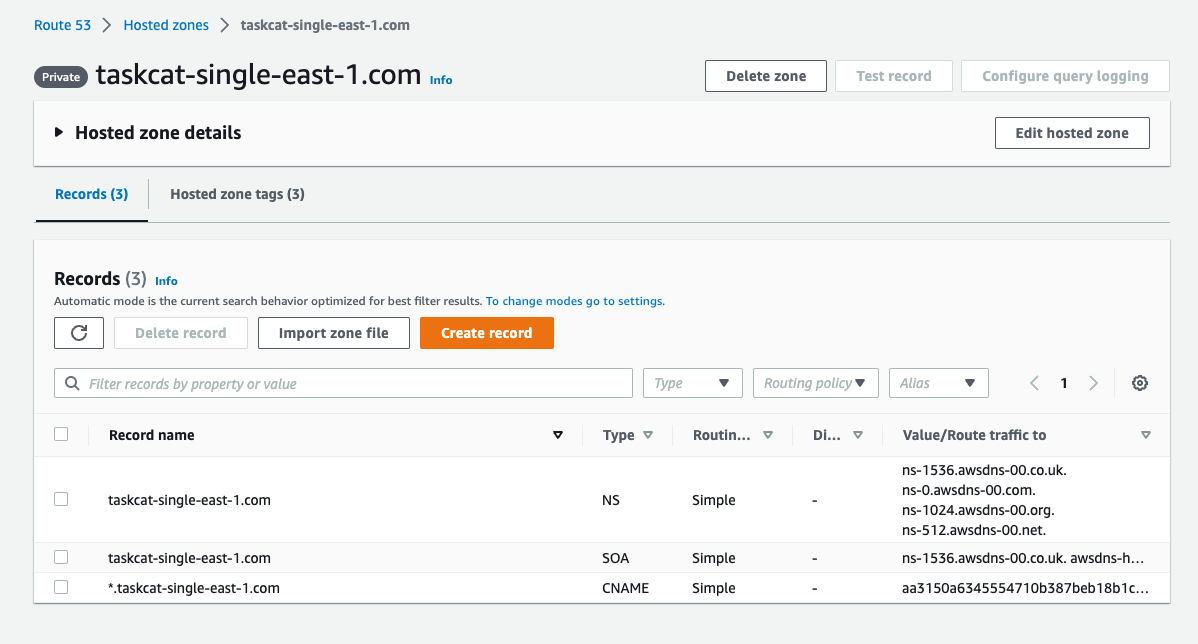 Route 53 > Hosted zones > taskcat-single-east-1.com
Private taskcat-single-east-1.com Info
Delete zone Test record Configure query logging
Hosted zone details Edit hosted zone
Records (3) Hosted zone tags (3)
Records (3) Info
Automatic mode is the current search behavior optimized for best filter results. To change modes go to settings.
Delete record Import zone file Create record
Filter records by property or value Type Routing policy Alias 1
Record name Type Routin... Di... Value/Route traffic to
ns-1536.awsdns-00.co.uk.
ns-0.awsdns-00.com.
taskcat-single-east-1.com NS Simple -
ns-1024.awsdns-00.org.
ns-512.awsdns-00.net.
taskcat-single-east-1.com SOA Simple - ns-1536.awsdns-00.co.uk. awsdns-h...
*.taskcat-single-east-1.com CNAME Simple - aa3150a6345554710b387beb18b1c...